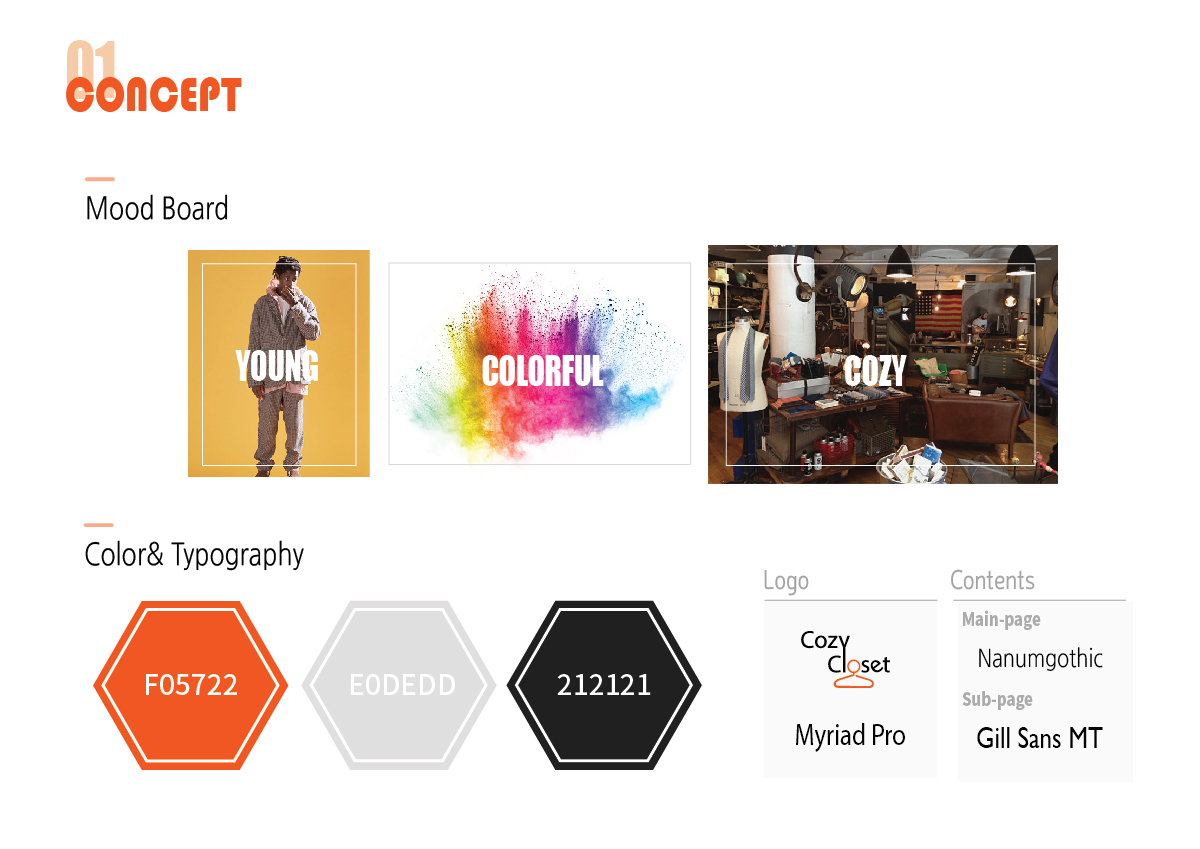 01
CONCEPT
Mood Board
YOUNG
COLORFUL
COZY
Color& Typography
F05722
E0DEDD
212121
Logo
Cozy
Closet
Myriad Pro
Contents
Main-page
Nanumgothic
Sub-page
Gill Sans MT